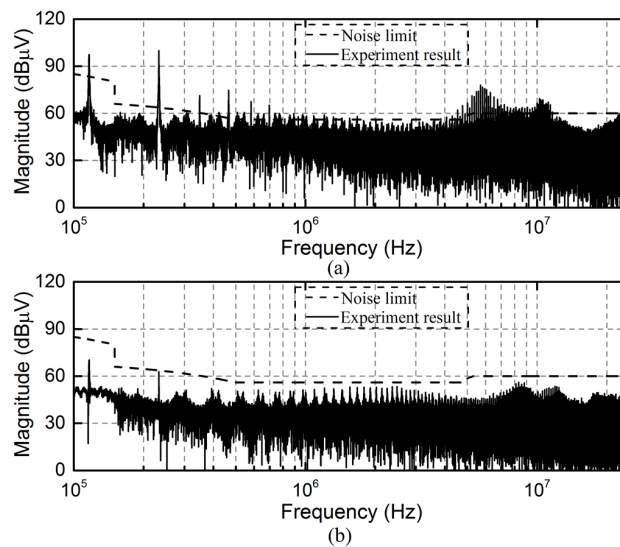 120
90
60
30
0
Magnitude (dBμV)
Noise limit
Experiment result
10^5
10^6
10^7
Frequency (Hz)
(a)
120
90
60
30
0
Magnitude (dBμV)
Noise limit
Experiment result
10^5
10^6
10^7
Frequency (Hz)
(b)